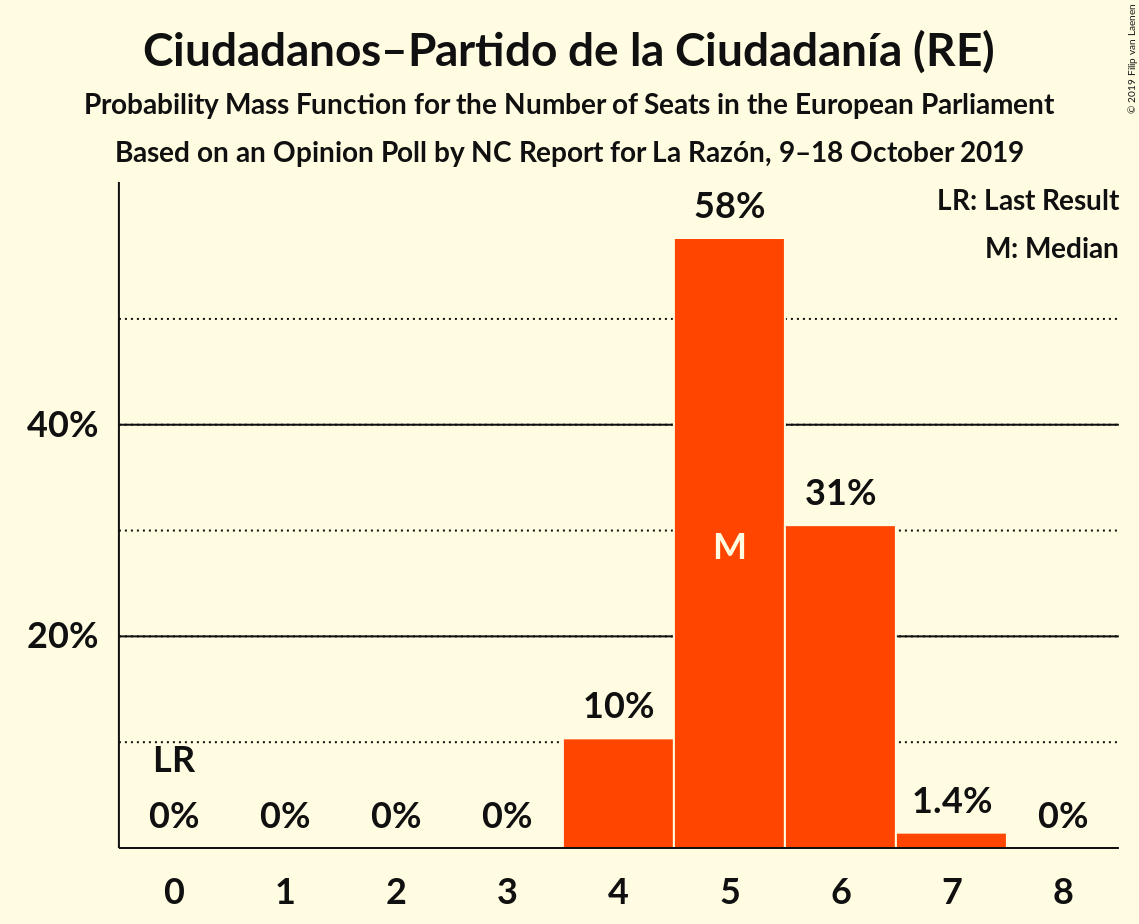 Ciudadanos–Partido de la Ciudadanía (RE)
Probability Mass Function for the Number of Seats in the European Parliament
Based on an Opinion Poll by NC Report for La Razón, 9–18 October 2019
© 2019 Filip van Laenen
LR: Last Result
M: Median
58%
40%
31%
M
20%
10%
LR
1.4%
0% 0% 0% 0% 0%
0 1 2 3 4 5 6 7 8